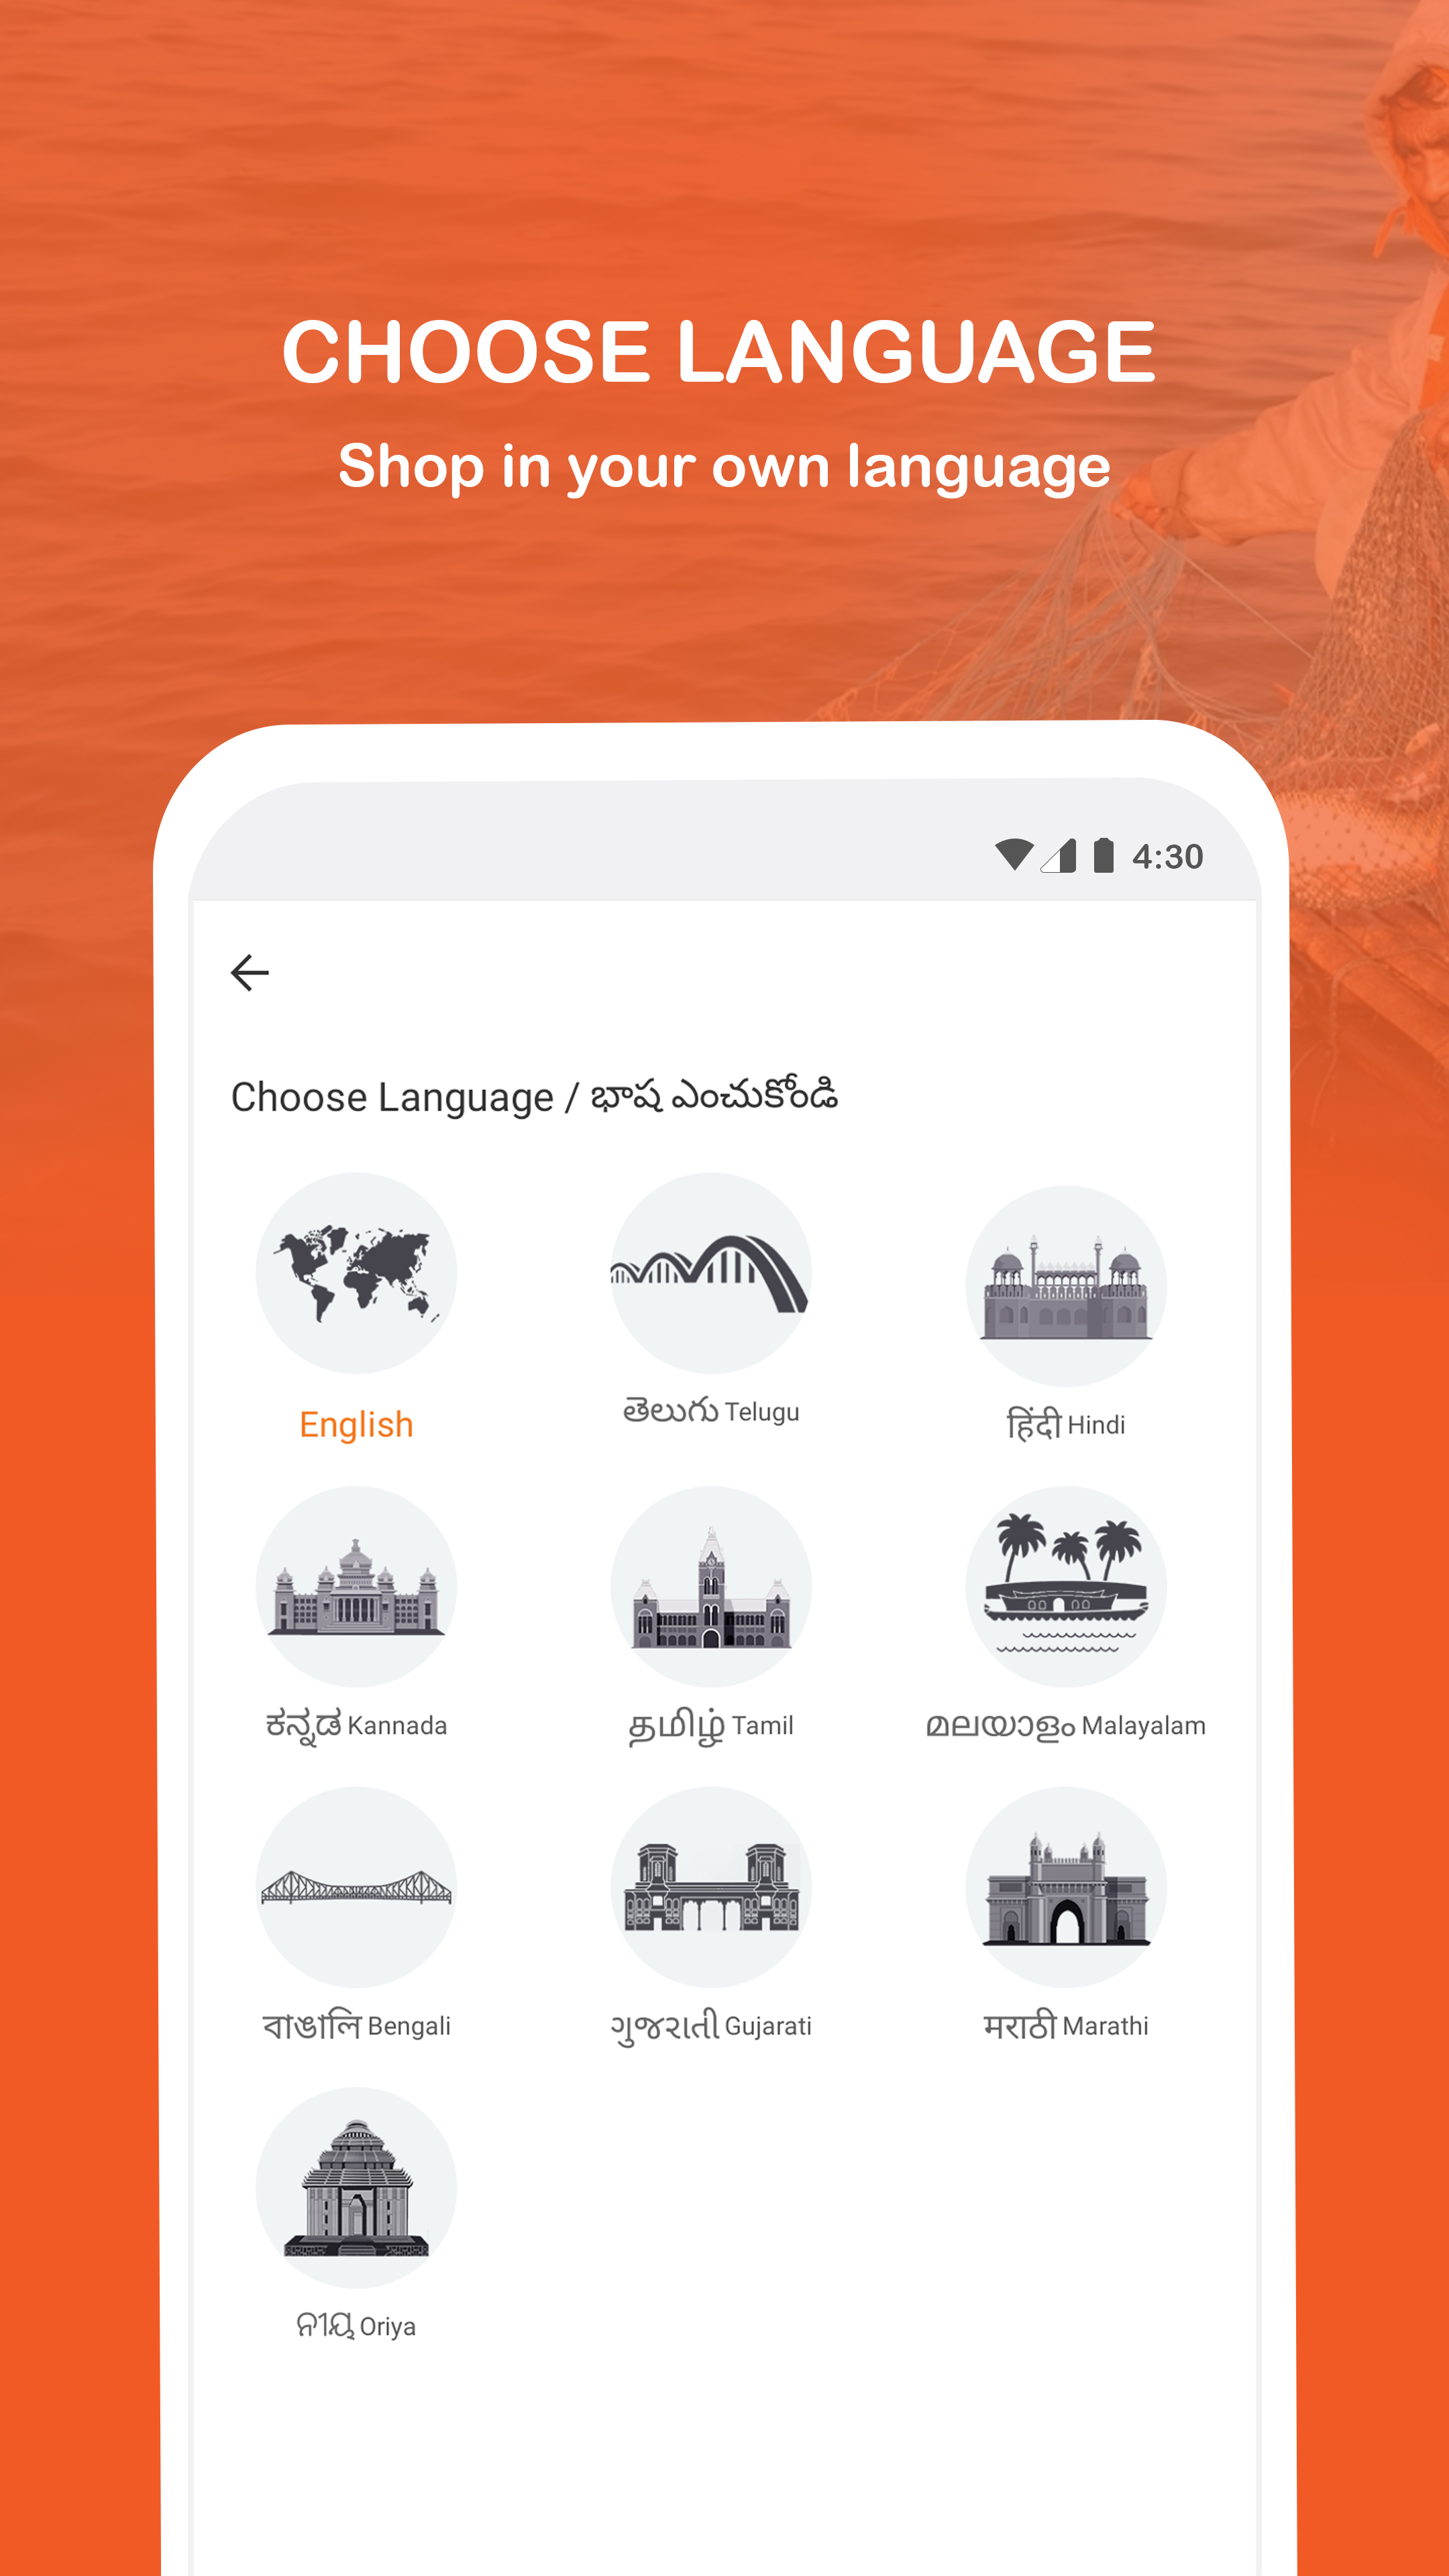 CHOOSE LANGUAGE
Shop in your own language
4:30
Choose Language / భాష ఎంచుకోండి
English
తెలుగు Telugu
हिंदी Hindi
ಕನ್ನಡ Kannada
தமிழ் Tamil
മലയാളം Malayalam
বাঙালি Bengali
ગુજરાતી Gujarati
मराठी Marathi
ନୀୟ Oriya